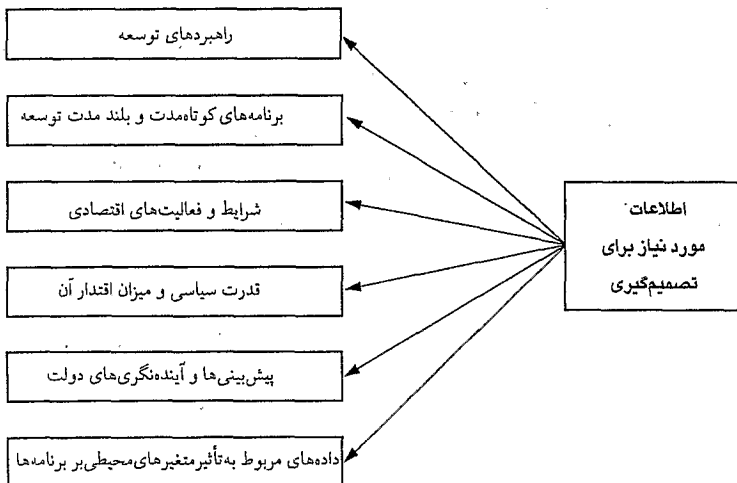 اطلاعات
مورد نیاز برای
تصمیم‌گیری
راهبردهای توسعه
برنامه‌های کوتاه‌مدت و بلند مدت توسعه
شرایط و فعالیت‌های اقتصادی
قدرت سیاسی و میزان اقتدار آن
پیش‌بینی‌ها و آینده‌نگری‌های دولت
داده‌های مربوط به تأثیر متغیرهای محیطی بر برنامه‌ها